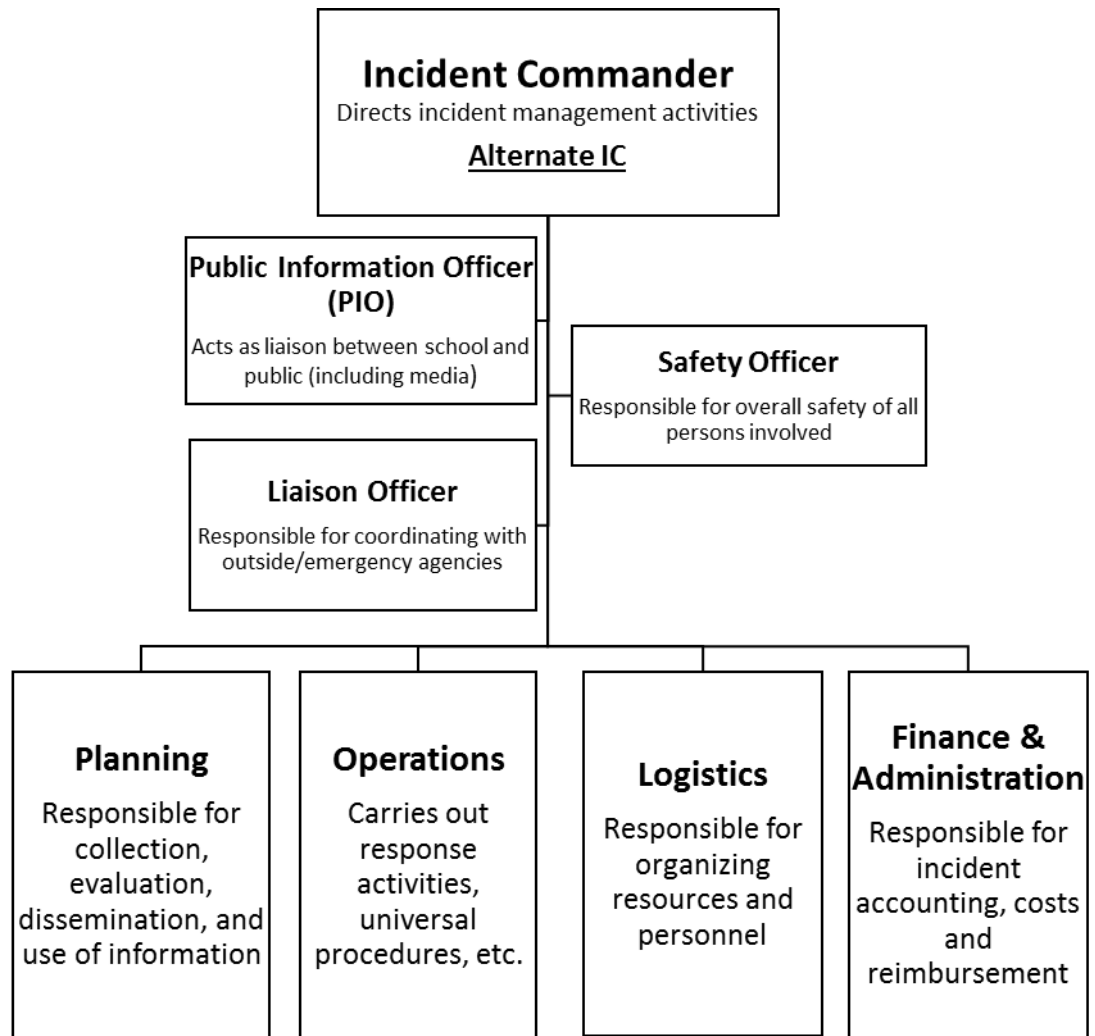 Incident Commander
Directs incident management activities
Alternate IC
Public Information Officer
(PIO)
Acts as liaison between school and
public (including media)
Safety Officer
Responsible for overall safety of all
persons involved
Liaison Officer
Responsible for coordinating with
outside/emergency agencies
Planning
Responsible for
collection,
evaluation,
dissemination, and
use of information
Operations
Carries out
response
activities,
universal
procedures, etc.
Logistics
Responsible for
organizing
resources and
personnel
Finance &
Administration
Responsible for
incident
accounting, costs
and
reimbursement